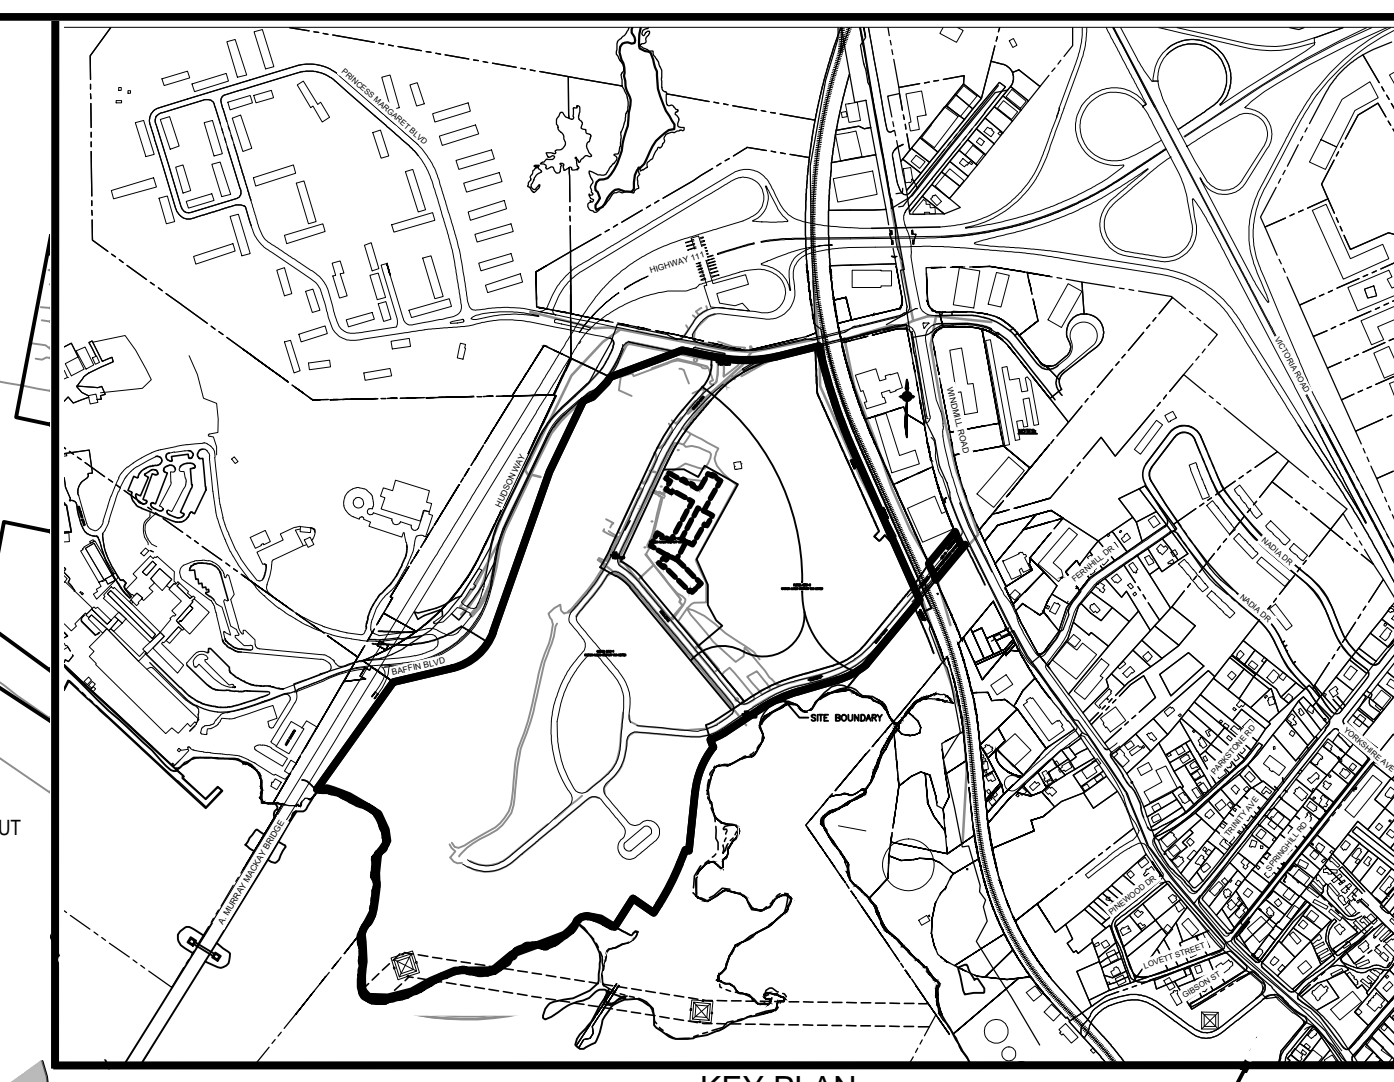 PRINCESS MARGARET BLVD
HIGHWAY 111
VICTORIA ROAD
WINDMILL ROAD
HUDSON WAY
NADIA DR
FERNHILL DR
NADIA DR
BAFFIN BLVD
SITE BOUNDARY
PARKSTONE RD
YORKSHIRE AVE
UT
TRINITY AVE
SPRINGHILL RD
A. MURRAY MACKAY BRIDGE
PINEWOOD DR
LOVETT STREET
GIBSON ST
KEY PLAN